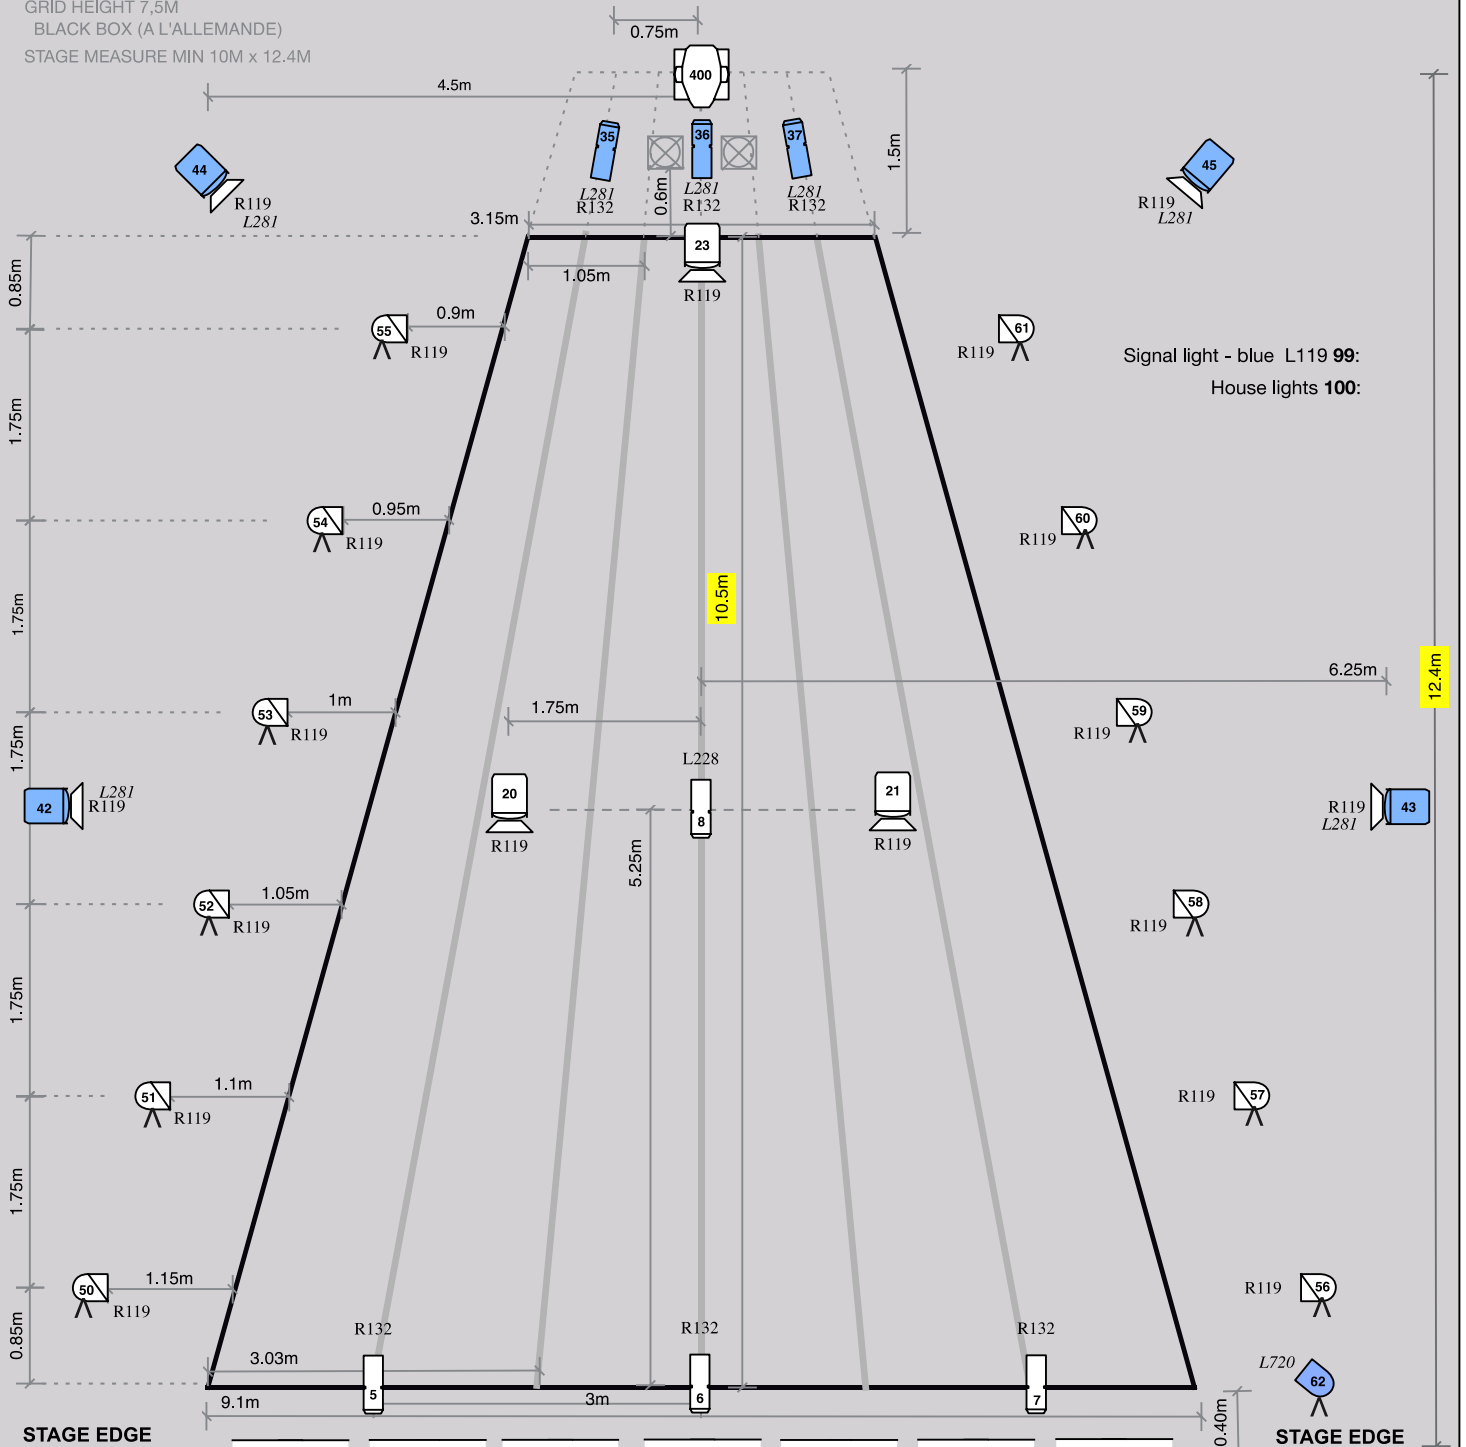 GRID HEIGHT 7,5M
BLACK BOX (A L'ALLEMANDE)
STAGE MEASURE MIN 10M x 12.4M
0.75m
400
4.5m
35
36
37
44
45
1.5m
L281
R132
L281
R132
L281
R132
0.6m
R119
L281
R119
L281
3.15m
23
R119
1.05m
0.85m
55
R119
0.9m
61
R119
Signal light - blue L119 99:
House lights 100:
1.75m
54
R119
0.95m
60
R119
10.5m
1.75m
6.25m
12.4m
53
R119
1m
1.75m
59
R119
1.75m
L228
42
L281
R119
20
R119
8
21
R119
R119
L281
43
5.25m
52
R119
1.05m
58
R119
1.75m
51
R119
1.1m
57
R119
1.75m
50
R119
1.15m
56
R119
0.85m
R132
R132
R132
3.03m
L720
62
5
6
7
9.1m
3m
0.40m
STAGE EDGE
STAGE EDGE